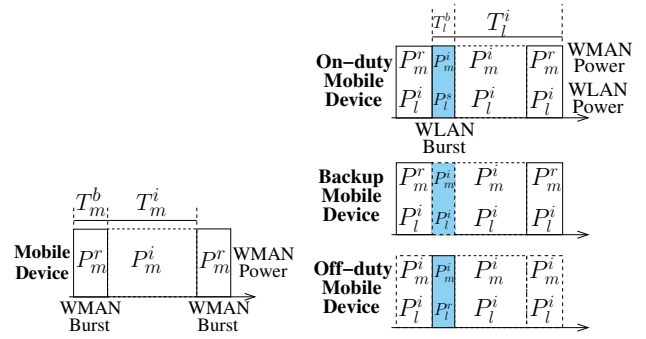 T_m^b T_m^i
Mobile
Device
P_m^r P_m^i P_m^r
WMAN
Power
WMAN
Burst
WMAN
Burst
T_l^b T_l^i
On−duty
Mobile
Device
P_m^r P_m^i P_m^i P_m^r
P_l^i P_l^s P_l^i P_l^i
WMAN
Power
WLAN
Power
WLAN
Burst
Backup
Mobile
Device
P_m^r P_m^i P_m^i P_m^r
P_l^i P_l^i P_l^i P_l^i
Off−duty
Mobile
Device
P_m^i P_m^i P_m^i P_m^i
P_l^i P_l^r P_l^i P_l^i